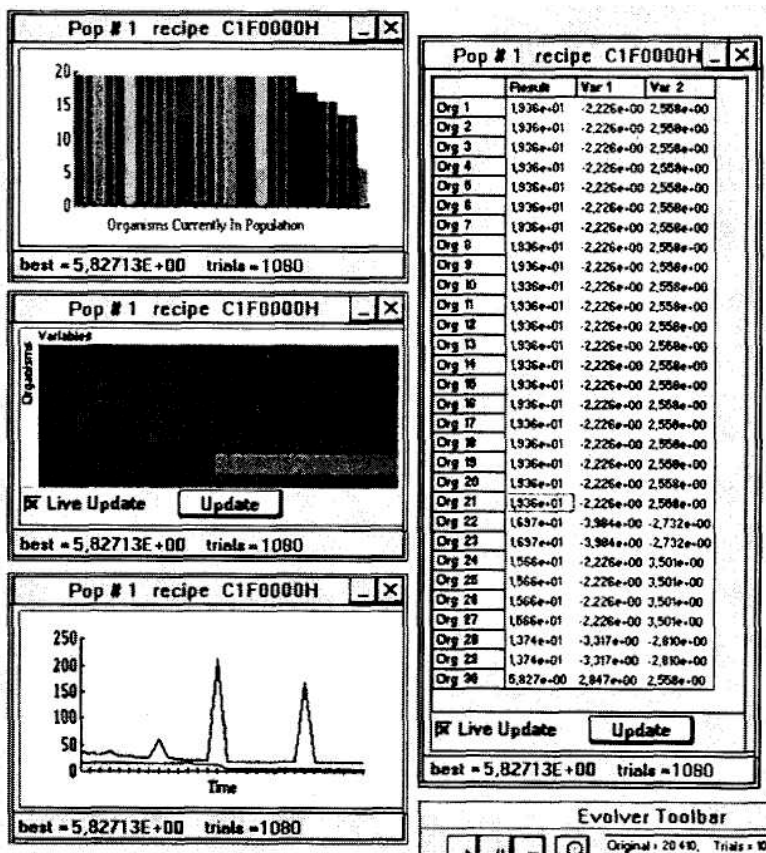 Pop # 1 recipe C1F0000H
20
15
10
5
0
Organisms Currently In Population
best = 5,82713E+00 trials = 1080
Pop # 1 recipe C1F0000H
Variables
Organisms
Live Update Update
best = 5,82713E+00 trials = 1080
Pop # 1 recipe C1F0000H
250
200
150
100
50
0
Time
best = 5,82713E+00 trials = 1080
Pop # 1 recipe C1F0000H
Result Var 1 Var 2
Org 1 1,936e+01 -2,226e+00 2,558e+00
Org 2 1,936e+01 -2,226e+00 2,558e+00
Org 3 1,936e+01 -2,226e+00 2,558e+00
Org 4 1,936e+01 -2,226e+00 2,558e+00
Org 5 1,936e+01 -2,226e+00 2,558e+00
Org 6 1,936e+01 -2,226e+00 2,558e+00
Org 7 1,936e+01 -2,226e+00 2,558e+00
Org 8 1,936e+01 -2,226e+00 2,558e+00
Org 9 1,936e+01 -2,226e+00 2,558e+00
Org 10 1,936e+01 -2,226e+00 2,558e+00
Org 11 1,936e+01 -2,226e+00 2,558e+00
Org 12 1,936e+01 -2,226e+00 2,558e+00
Org 13 1,936e+01 -2,226e+00 2,558e+00
Org 14 1,936e+01 -2,226e+00 2,558e+00
Org 15 1,936e+01 -2,226e+00 2,558e+00
Org 16 1,936e+01 -2,226e+00 2,558e+00
Org 17 1,936e+01 -2,226e+00 2,558e+00
Org 18 1,936e+01 -2,226e+00 2,558e+00
Org 19 1,936e+01 -2,226e+00 2,558e+00
Org 20 1,936e+01 -2,226e+00 2,558e+00
Org 21 1,936e+01 -2,226e+00 2,558e+00
Org 22 1,697e+01 -3,984e+00 -2,732e+00
Org 23 1,697e+01 -3,984e+00 -2,732e+00
Org 24 1,566e+01 -2,226e+00 3,501e+00
Org 25 1,566e+01 -2,226e+00 3,501e+00
Org 26 1,566e+01 -2,226e+00 3,501e+00
Org 27 1,566e+01 -2,226e+00 3,501e+00
Org 28 1,374e+01 -3,317e+00 -2,810e+00
Org 29 1,374e+01 -3,317e+00 -2,810e+00
Org 30 5,827e+00 2,847e+00 2,558e+00
Live Update Update
best = 5,82713E+00 trials = 1080
Evolver Toolbar
Original : 20 410, Trials =